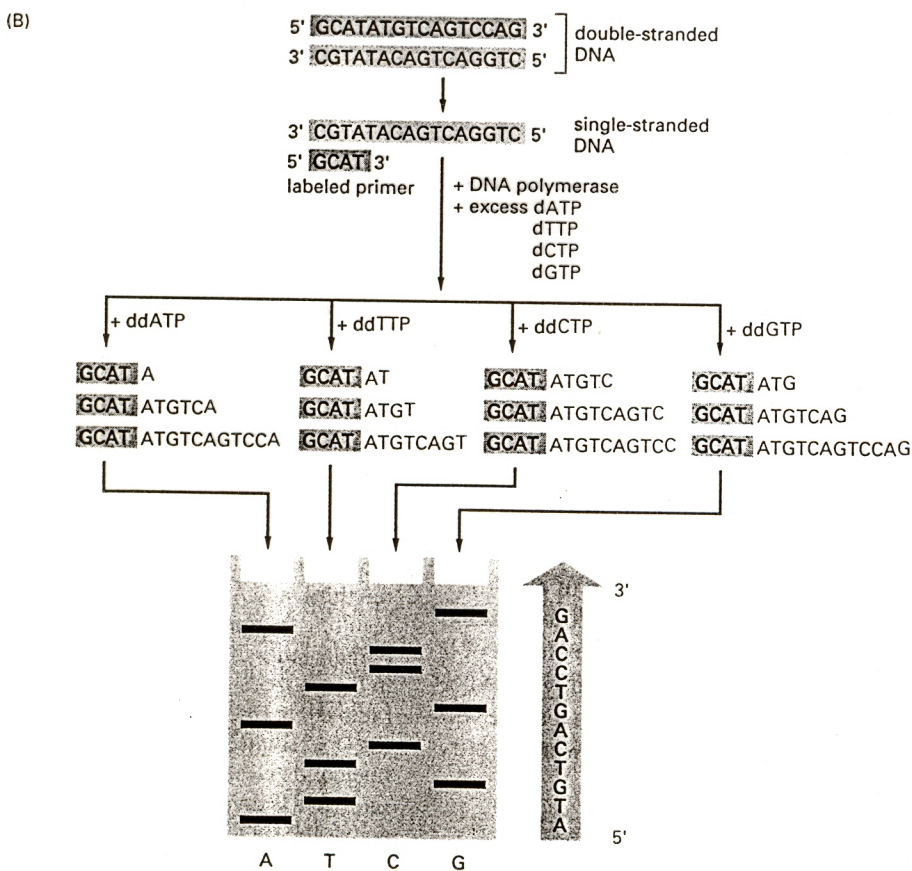 (B)
5' GCATATGTCAGTCCAG 3'
3' CGTATACAGTCAGGTC 5'
double-stranded
DNA
3' CGTATACAGTCAGGTC 5'
single-stranded
DNA
5' GCAT 3'
labeled primer
+ DNA polymerase
+ excess dATP
dTTP
dCTP
dGTP
+ ddATP
+ ddTTP
+ ddCTP
+ ddGTP
GCAT A
GCAT ATGTCA
GCAT ATGTCAGTCCA
GCAT AT
GCAT ATGT
GCAT ATGTCAGT
GCAT ATGTC
GCAT ATGTCAGTC
GCAT ATGTCAGTCC
GCAT ATG
GCAT ATGTCAG
GCAT ATGTCAGTCCAG
3'
GACCTGACTGTA
5'
A T C G